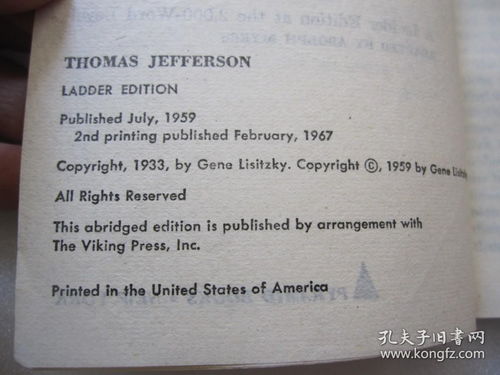 THOMAS JEFFERSON
LADDER EDITION
Published July, 1959
2nd printing published February, 1967
Copyright, 1933, by Gene Lisitzky. Copyright ©, 1959 by Gene Lisitzky
All Rights Reserved
This abridged edition is published by arrangement with
The Viking Press, Inc.
Printed in the United States of America
孔夫子旧书网
www.kongfz.com